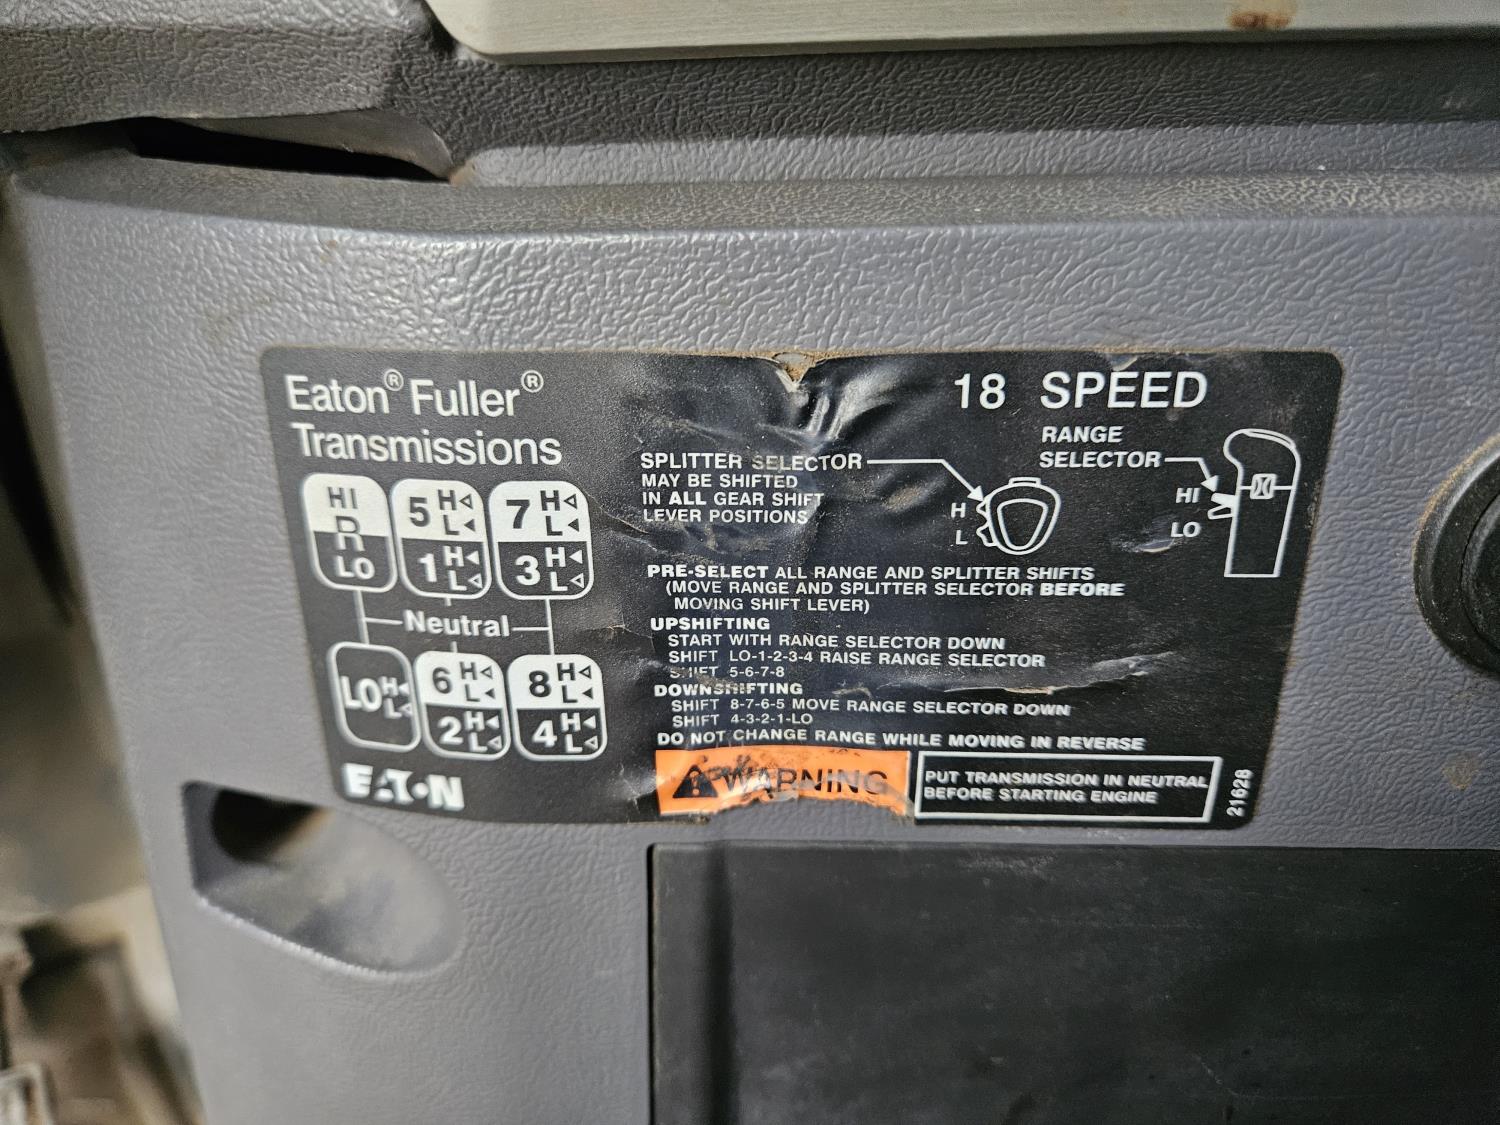 Eaton® Fuller®
Transmissions
HI
R
LO
5 H
L
1 H
L
7 H
L
3 H
L
Neutral
LO H
L
6 H
L
2 H
L
8 H
L
4 H
L
EATON
18 SPEED
SPLITTER SELECTOR
MAY BE SHIFTED
IN ALL GEAR SHIFT
LEVER POSITIONS
H
L
RANGE
SELECTOR
HI
LO
PRE-SELECT ALL RANGE AND SPLITTER SHIFTS
(MOVE RANGE AND SPLITTER SELECTOR BEFORE
MOVING SHIFT LEVER)
UPSHIFTING
START WITH RANGE SELECTOR DOWN
SHIFT LO-1-2-3-4 RAISE RANGE SELECTOR
SHIFT 5-6-7-8
DOWNSHIFTING
SHIFT 8-7-6-5 MOVE RANGE SELECTOR DOWN
SHIFT 4-3-2-1-LO
DO NOT CHANGE RANGE WHILE MOVING IN REVERSE
WARNING
PUT TRANSMISSION IN NEUTRAL
BEFORE STARTING ENGINE
21628